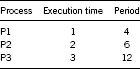 Process Execution time Period
P1 1 4
P2 2 6
P3 3 12